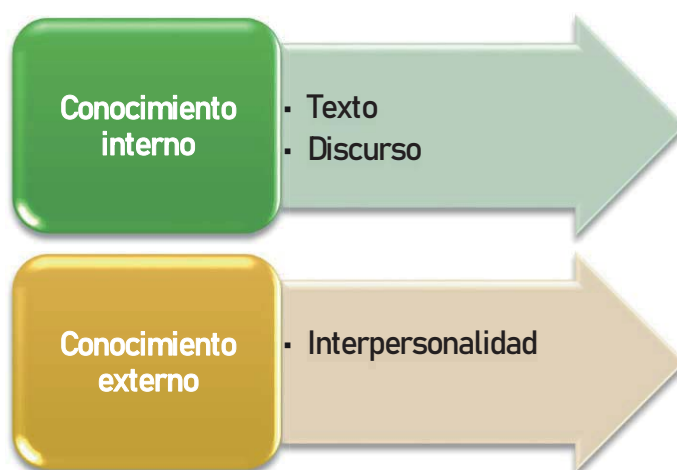 Conocimiento
interno
▪ Texto
▪ Discurso
Conocimiento
externo
▪ Interpersonalidad